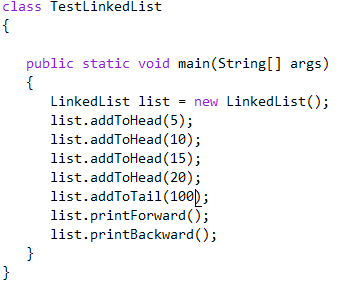 class TestLinkedList
{
public static void main(String[] args)
{
LinkedList list = new LinkedList();
list.addToHead(5);
list.addToHead(10);
list.addToHead(15);
list.addToHead(20);
list.addToTail(100);
list.printForward();
list.printBackward();
}
}